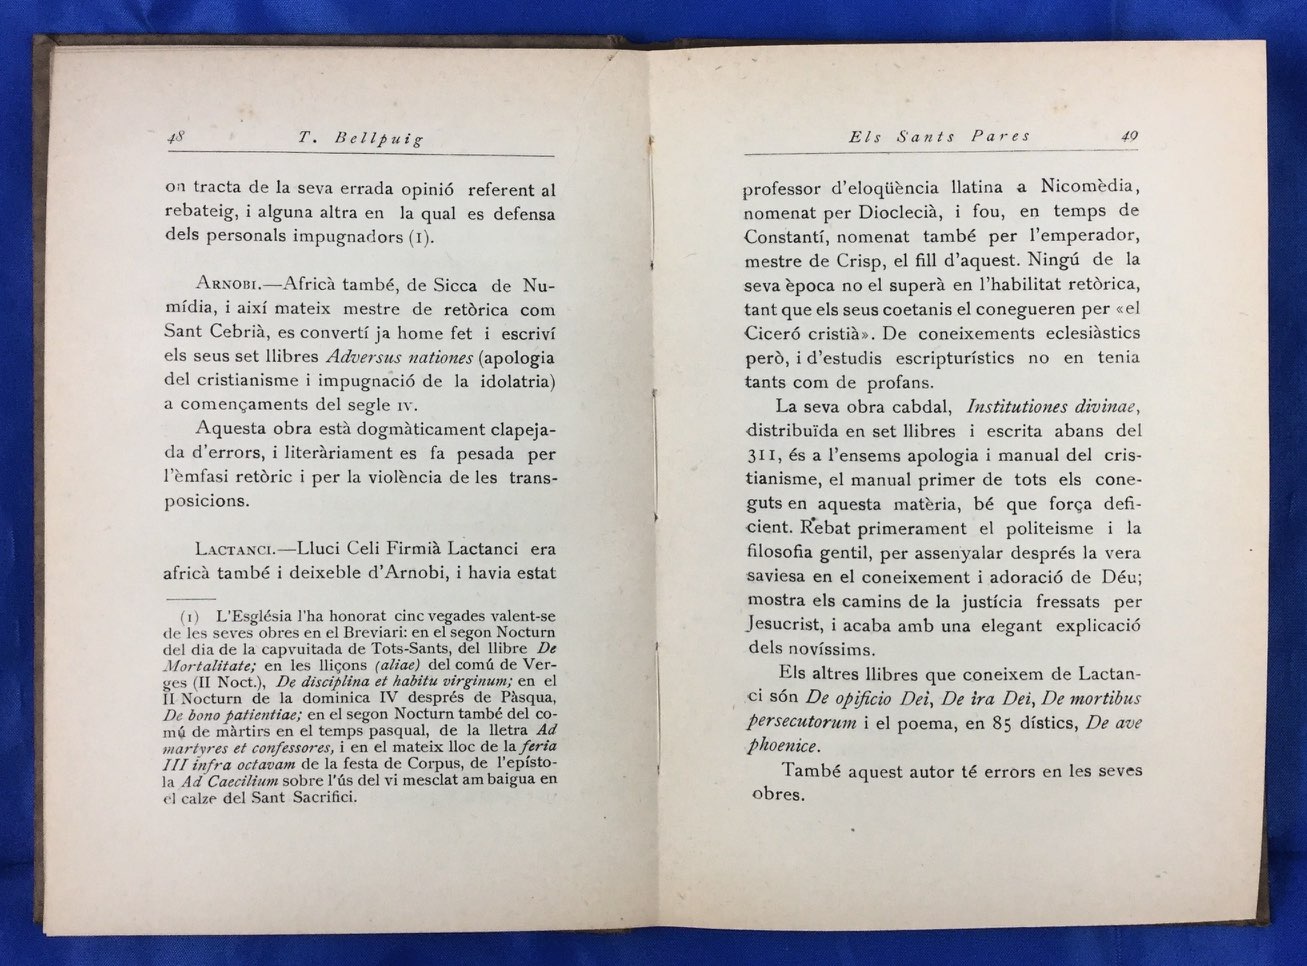 48 T. Bellpuig
on tracta de la seva errada opinió referent al
rebateig, i alguna altra en la qual es defensa
dels personals impugnadors (1).
ARNOBI.—Africà també, de Sicca de Nu-
mídia, i així mateix mestre de retòrica com
Sant Cebrià, es convertí ja home fet i escriví
els seus set llibres Adversus nationes (apologia
del cristianisme i impugnació de la idolatria)
a començaments del segle IV.
Aquesta obra està dogmàticament clapeja-
da d'errors, i literàriament es fa pesada per
l'èmfasi retòric i per la violència de les trans-
posicions.
LACTANCI.—Lluci Celi Firmià Lactanci era
africà també i deixeble d'Arnobi, i havia estat
(1) L'Església l'ha honorat cinc vegades valent-se
de les seves obres en el Breviari: en el segon Nocturn
del dia de la capvuitada de Tots-Sants, del llibre De
Mortalitate; en les lliçons (aliae) del comú de Ver-
ges (II Noct.), De disciplina et habitu virginum; en el
II Nocturn de la dominica IV després de Pàsqua,
De bono patientiae; en el segon Nocturn també del co-
mú de màrtirs en el temps pasqual, de la lletra Ad
martyres et confessores, i en el mateix lloc de la feria
III infra octavam de la festa de Corpus, de l'epísto-
la Ad Caecilium sobre l'ús del vi mesclat amb aigua en
el calze del Sant Sacrifici.
Els Sants Pares 49
professor d'eloqüència llatina a Nicomèdia,
nomenat per Dioclecià, i fou, en temps de
Constantí, nomenat també per l'emperador,
mestre de Crisp, el fill d'aquest. Ningú de la
seva època no el superà en l'habilitat retòrica,
tant que els seus coetanis el conegueren per «el
Ciceró cristià». De coneixements eclesiàstics
però, i d'estudis escripturístics no en tenia
tants com de profans.
La seva obra cabdal, Institutiones divinae,
distribuïda en set llibres i escrita abans del
311, és a l'ensems apologia i manual del cris-
tianisme, el manual primer de tots els cone-
guts en aquesta matèria, bé que força defi-
cient. Rebat primerament el politeisme i la
filosofia gentil, per assenyalar després la vera
saviesa en el coneixement i adoració de Déu;
mostra els camins de la justícia fressats per
Jesucrist, i acaba amb una elegant explicació
dels novíssims.
Els altres llibres que coneixem de Lactan-
ci són De opificio Dei, De ira Dei, De mortibus
persecutorum i el poema, en 85 dístics, De ave
phoenice.
També aquest autor té errors en les seves
obres.